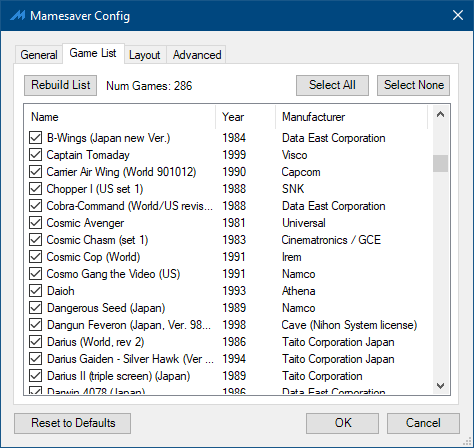 Mamesaver Config
General Game List Layout Advanced
Rebuild List Num Games: 286 Select All Select None
Name Year Manufacturer
B-Wings (Japan new Ver.) 1984 Data East Corporation
Captain Tomaday 1999 Visco
Carrier Air Wing (World 901012) 1990 Capcom
Chopper I (US set 1) 1988 SNK
Cobra-Command (World/US revis... 1988 Data East Corporation
Cosmic Avenger 1981 Universal
Cosmic Chasm (set 1) 1983 Cinematronics / GCE
Cosmic Cop (World) 1991 Irem
Cosmo Gang the Video (US) 1991 Namco
Daioh 1993 Athena
Dangerous Seed (Japan) 1989 Namco
Dangun Feveron (Japan, Ver. 98... 1998 Cave (Nihon System license)
Darius (World, rev 2) 1986 Taito Corporation Japan
Darius Gaiden - Silver Hawk (Ver ... 1994 Taito Corporation Japan
Darius II (triple screen) (Japan) 1989 Taito Corporation
Darwin 4078 (Japan) 1986 Data East Corporation
Reset to Defaults OK Cancel